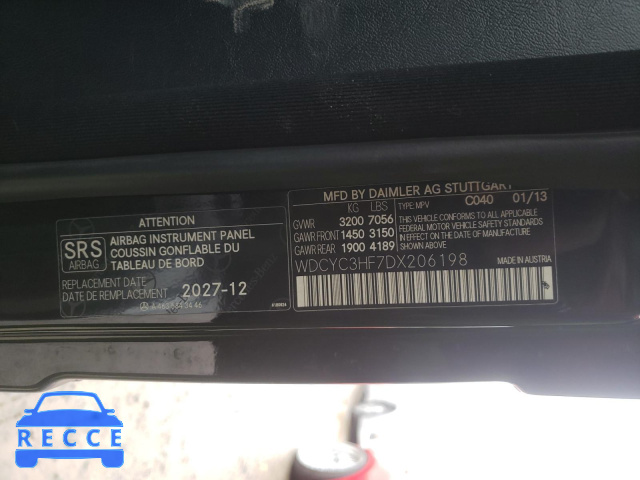 ATTENTION
SRS
AIRBAG
AIRBAG INSTRUMENT PANEL
COUSSIN GONFLABLE DU
TABLEAU DE BORD
REPLACEMENT DATE
DATE DE REMPLACEMENT
2027-12
MFD BY DAIMLER AG STUTTGART
KG LBS TYPE:MPV C040 01/13
GVWR 3200 7056
GAWR FRONT 1450 3150
GAWR REAR 1900 4189
THIS VEHICLE CONFORMS TO ALL
APPLICABLE U.S. FEDERAL MOTOR
VEHICLE SAFETY STANDARDS
IN EFFECT ON THE DATE OF MANUFACTURE
SHOWN ABOVE
WDCYC3HF7DX206198
MADE IN AUSTRIA
RECCE